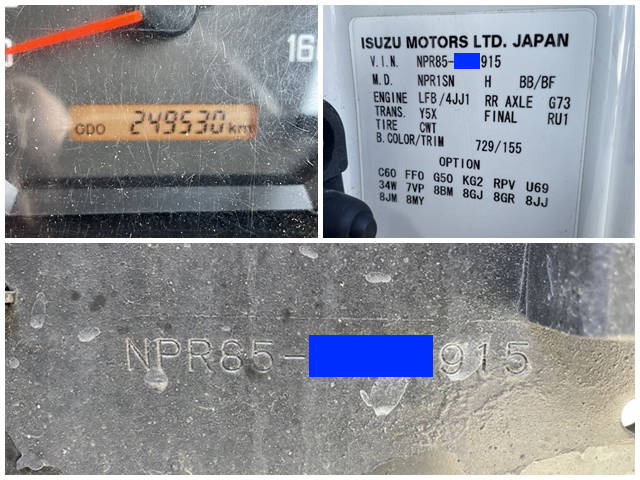 16
ODO 249530 km
ISUZU MOTORS LTD. JAPAN
V.I.N. NPR85- 915
M.D. NPR1SN H BB/BF
ENGINE LFB/4JJ1 RR AXLE G73
TRANS. Y5X FINAL RU1
TIRE CWT
B.COLOR/TRIM 729/155
OPTION
C60 FFO G50 KG2 RPV U69
34W 7VP 8BM 8GJ 8GR 8JJ
8JM 8MY
NPR85- 915